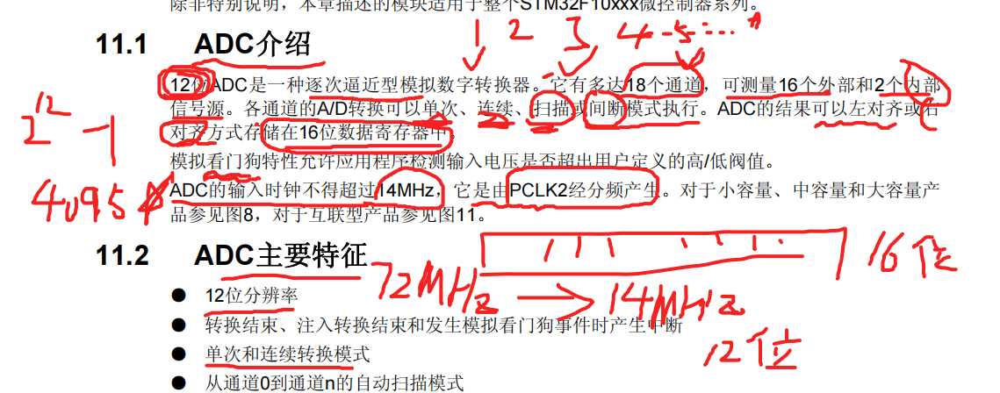 除非特别说明，本章描述的模块适用于整个STM32F10xxx微控制器系列。
11.1 ADC介绍
1 2 3 4 5
12位ADC是一种逐次逼近型模拟数字转换器。它有多达18个通道，可测量16个外部和2个内部
信号源。各通道的A/D转换可以单次、连续、扫描或间断模式执行。ADC的结果可以左对齐或右
对齐方式存储在16位数据寄存器中。
2¹² -1
模拟看门狗特性允许应用程序检测输入电压是否超出用户定义的高/低阀值。
4095
ADC的输入时钟不得超过14MHz，它是由PCLK2经分频产生。对于小容量、中容量和大容量产
品参见图8，对于互联型产品参见图11。
16位
11.2 ADC主要特征
72MHz → 14MHz
12位
● 12位分辨率
● 转换结束、注入转换结束和发生模拟看门狗事件时产生中断
● 单次和连续转换模式
● 从通道0到通道n的自动扫描模式